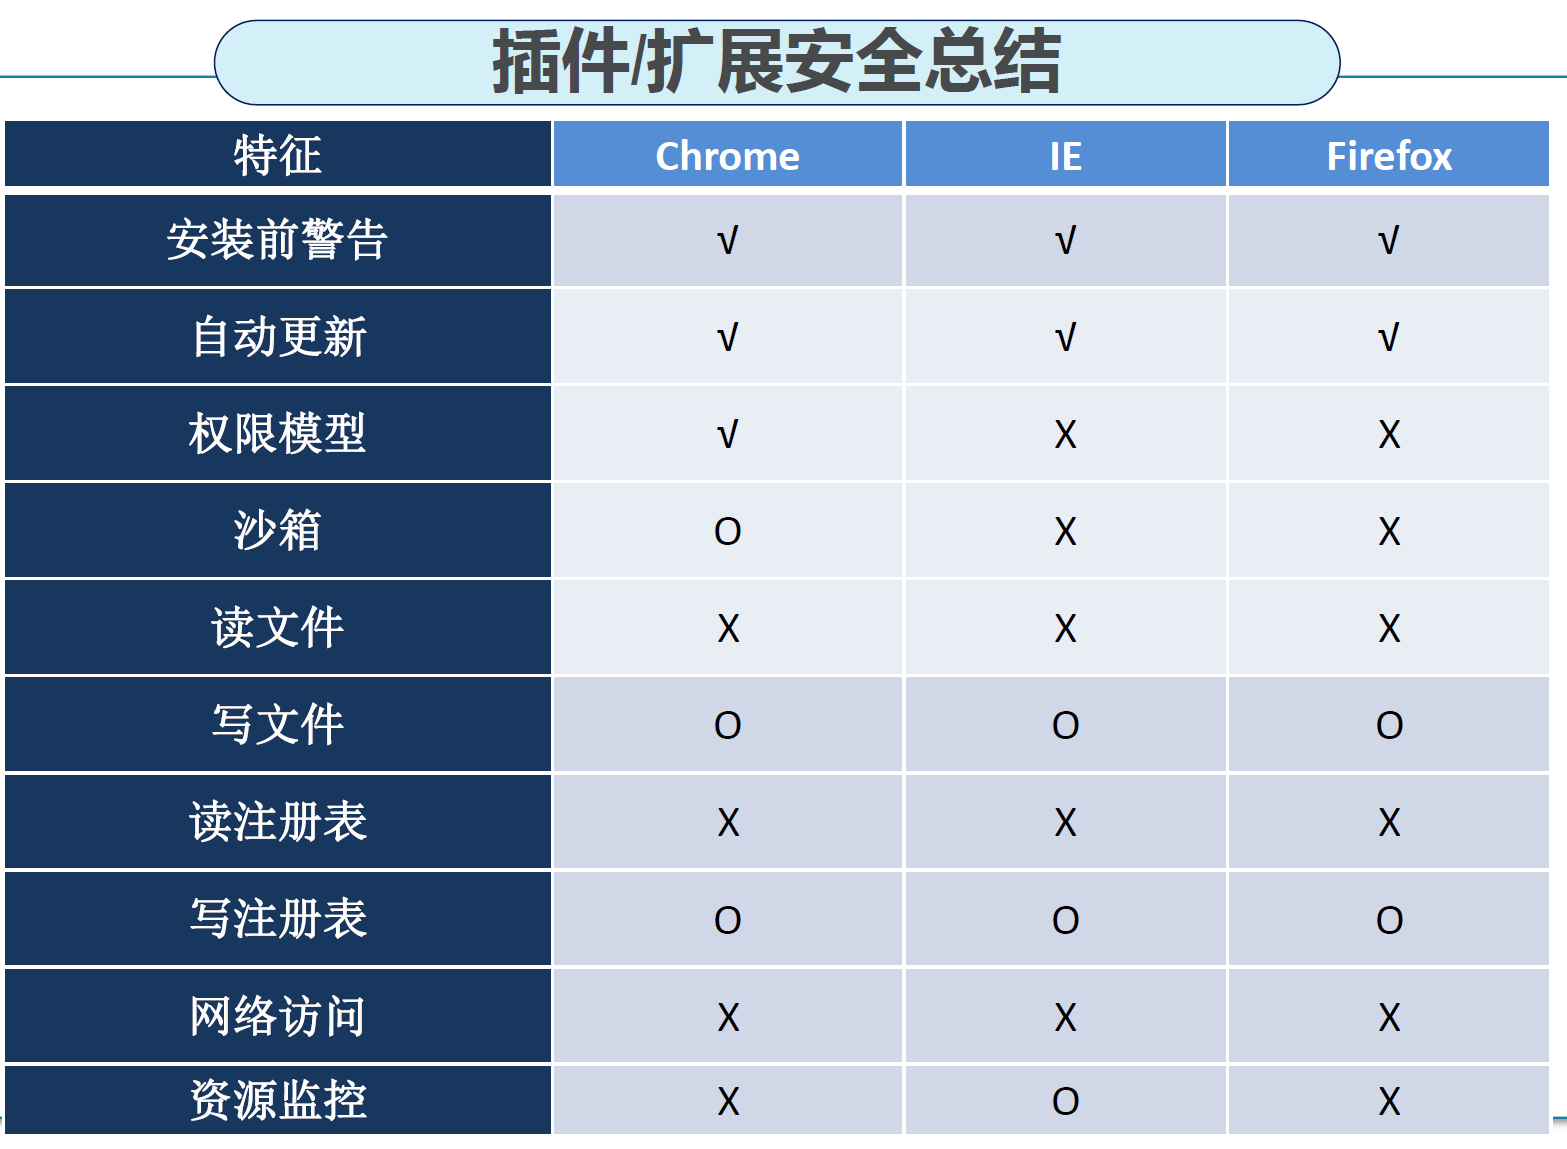 插件/扩展安全总结
特征 Chrome IE Firefox
安装前警告 √ √ √
自动更新 √ √ √
权限模型 √ X X
沙箱 O X X
读文件 X X X
写文件 O O O
读注册表 X X X
写注册表 O O O
网络访问 X X X
资源监控 X O X